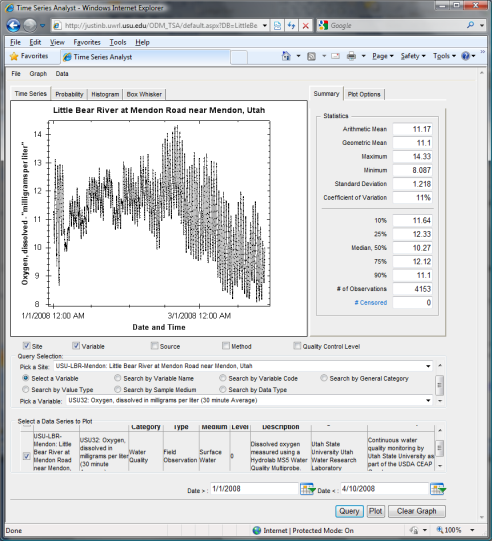 Time Series Analyst - Windows Internet Explorer
http://justinb.uwrl.usu.edu/ODM_TSA/default.aspx?DB=LittleBe
Google
File Edit View Favorites Tools Help
Favorites Time Series Analyst
Page Safety Tools
File Graph Data
Time Series Probability Histogram Box Whisker
Summary Plot Options
Little Bear River at Mendon Road near Mendon, Utah
Oxygen, dissolved - "milligrams per liter"
14
13
12
11
10
9
8
1/1/2008 12:00 AM
3/1/2008 12:00 AM
Date and Time
Statistics
Arithmetic Mean 11.17
Geometric Mean 11.1
Maximum 14.33
Minimum 8.087
Standard Deviation 1.218
Coefficient of Variation 11%
10% 11.64
25% 12.33
Median, 50% 10.27
75% 12.12
90% 11.1
# of Observations 4153
# Censored 0
Site Variable Source Method Quality Control Level
Query Selection:
Pick a Site: USU-LBR-Mendon: Little Bear River at Mendon Road near Mendon, Utah
Select a Variable Search by Variable Name Search by Variable Code Search by General Category
Search by Value Type Search by Sample Medium Search by Data Type
Pick a Variable: USU32: Oxygen, dissolved in milligrams per liter (30 minute Average)
Select a Data Series to Plot
Category Type Medium Level Description
USU-LBR-Mendon: Little Bear River at Mendon Road near Mendon,
USU32: Oxygen, dissolved in milligrams per liter (30 minute
Water Quality
Field Observation
Surface Water
0
Dissolved oxygen measured using a Hydrolab MS5 Water Quality Multiprobe.
Utah State University Utah Water Research Laboratory
Continuous water quality monitoring by Utah State University as part of the USDA CEAP
Date > : 1/1/2008 Date < : 4/10/2008
Query Plot Clear Graph
Done
Internet | Protected Mode: On
100%